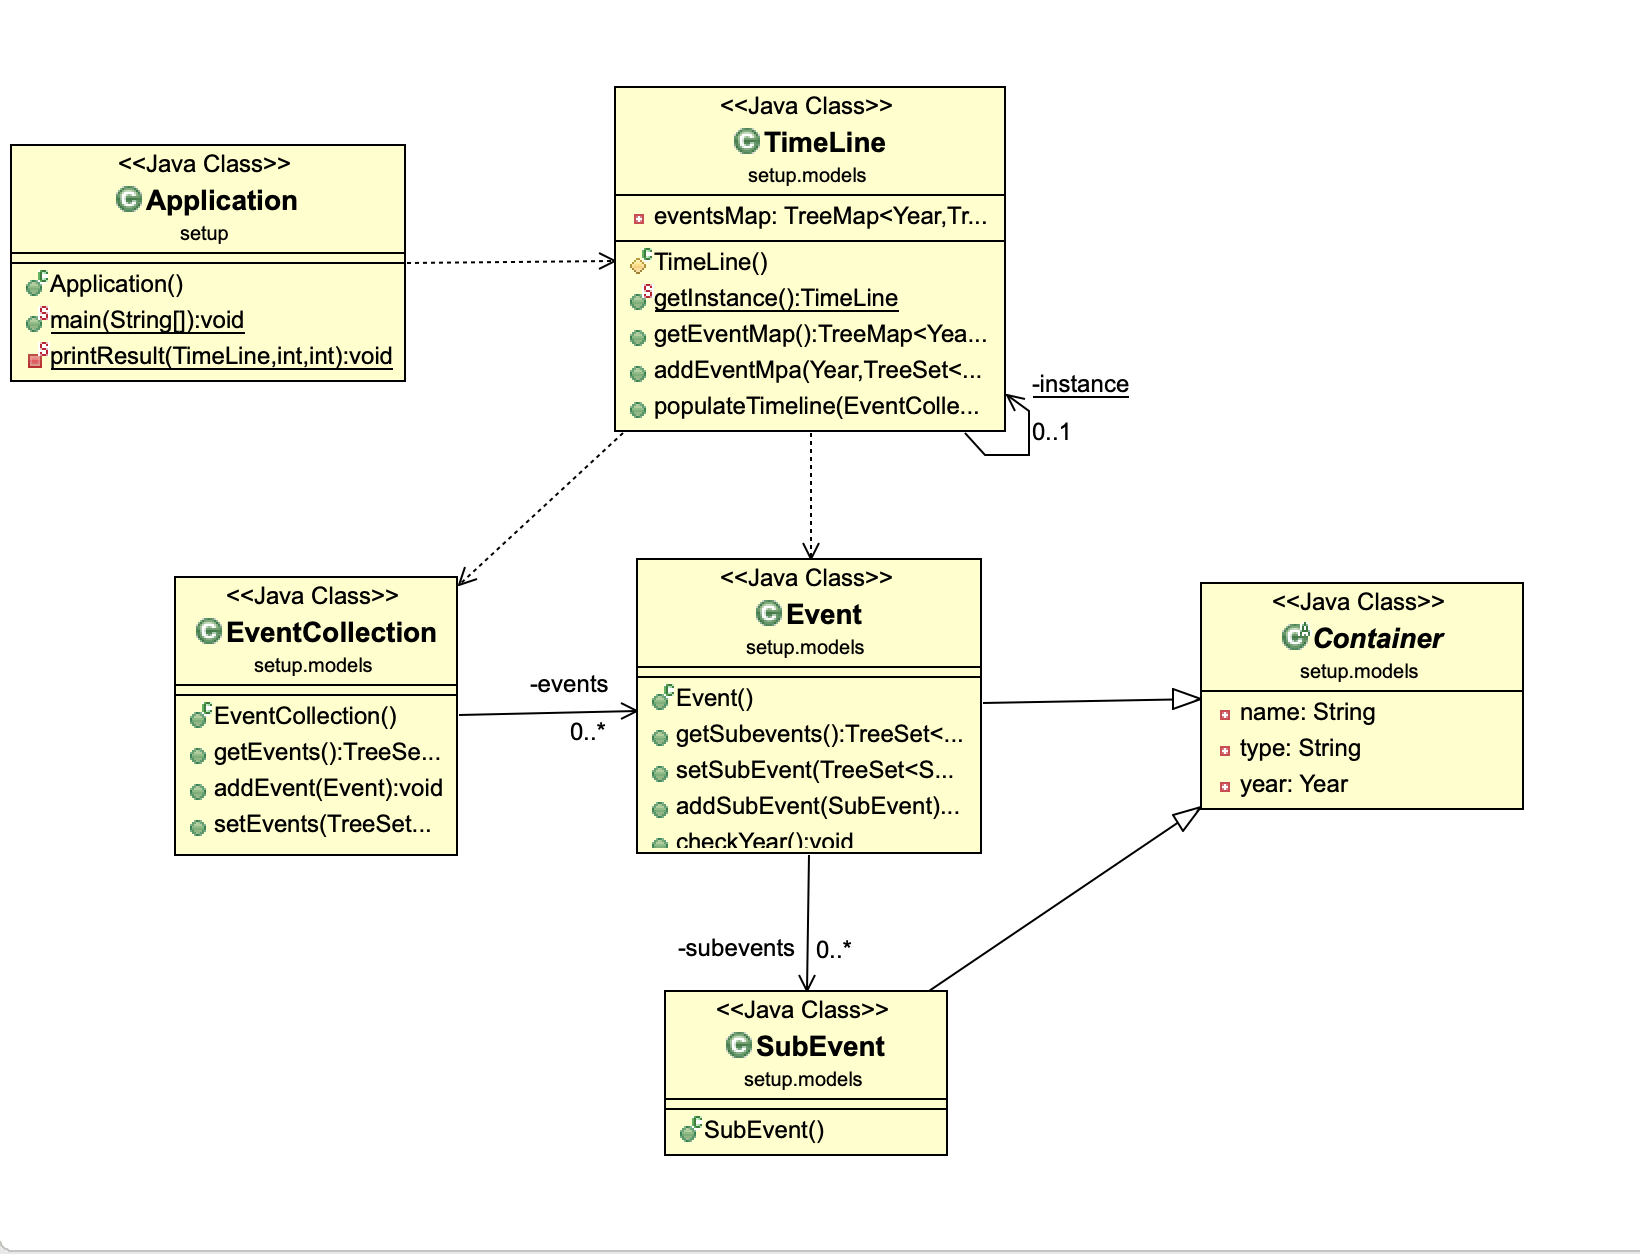 <<Java Class>>
Application
setup
Application()
main(String[]):void
printResult(TimeLine,int,int):void
<<Java Class>>
TimeLine
setup.models
eventsMap: TreeMap<Year,Tr...
TimeLine()
getInstance():TimeLine
getEventMap():TreeMap<Yea...
addEventMpa(Year,TreeSet<...
populateTimeline(EventColle...
-instance
0..1
<<Java Class>>
EventCollection
setup.models
EventCollection()
getEvents():TreeSe...
addEvent(Event):void
setEvents(TreeSet...
-events
0..*
<<Java Class>>
Event
setup.models
Event()
getSubevents():TreeSet<...
setSubEvent(TreeSet<S...
addSubEvent(SubEvent)...
checkYear():void
<<Java Class>>
Container
setup.models
name: String
type: String
year: Year
-subevents
0..*
<<Java Class>>
SubEvent
setup.models
SubEvent()